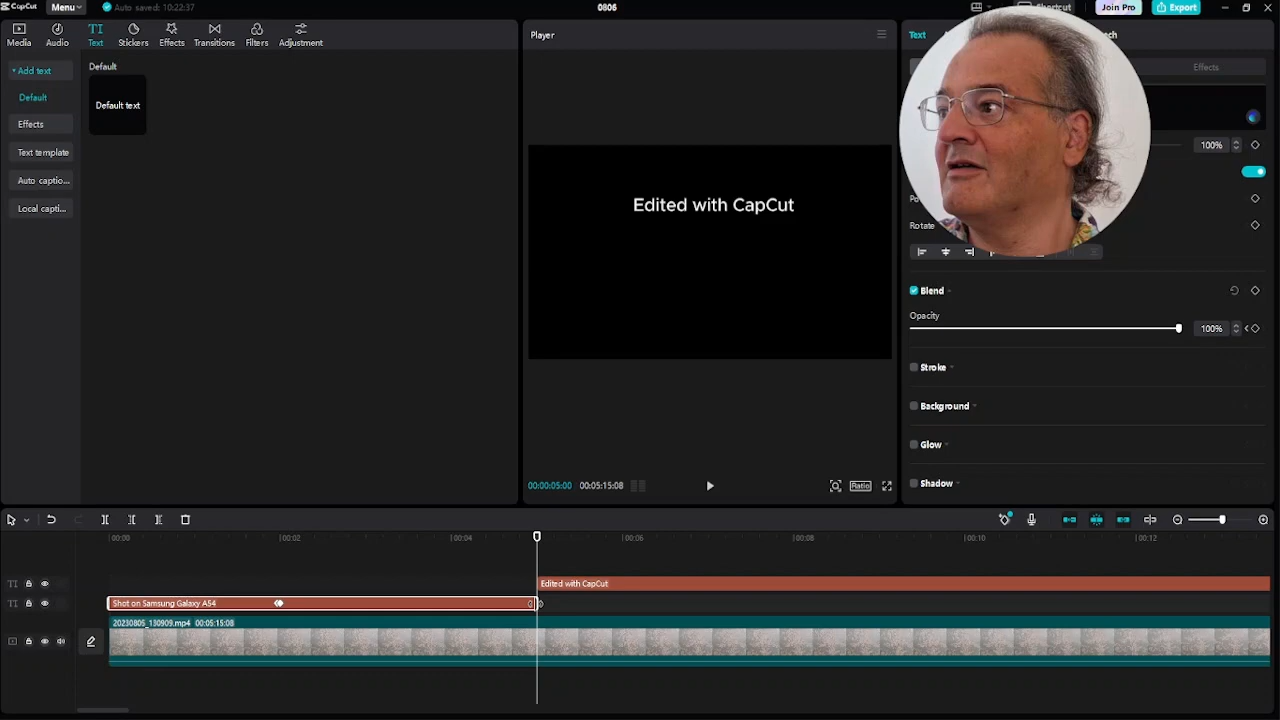 CapCut Menu Auto saved: 10:22:37 0806 Shortcut Join Pro Export
Media Audio Text Stickers Effects Transitions Filters Adjustment
Player
Text
Add text
Default
Effects
Text template
Auto captio...
Local capti...
Default
Default text
Edited with CapCut
00:00:05:00 00:05:15:08 Ratio
Effects
100%
Rotate
Blend
Opacity
100%
Stroke
Background
Glow
Shadow
00:00 00:02 00:04 00:06 00:08 00:10 00:12
TI Edited with CapCut
TI Shot on Samsung Galaxy A54
20230805_130909.mp4 00:05:15:08